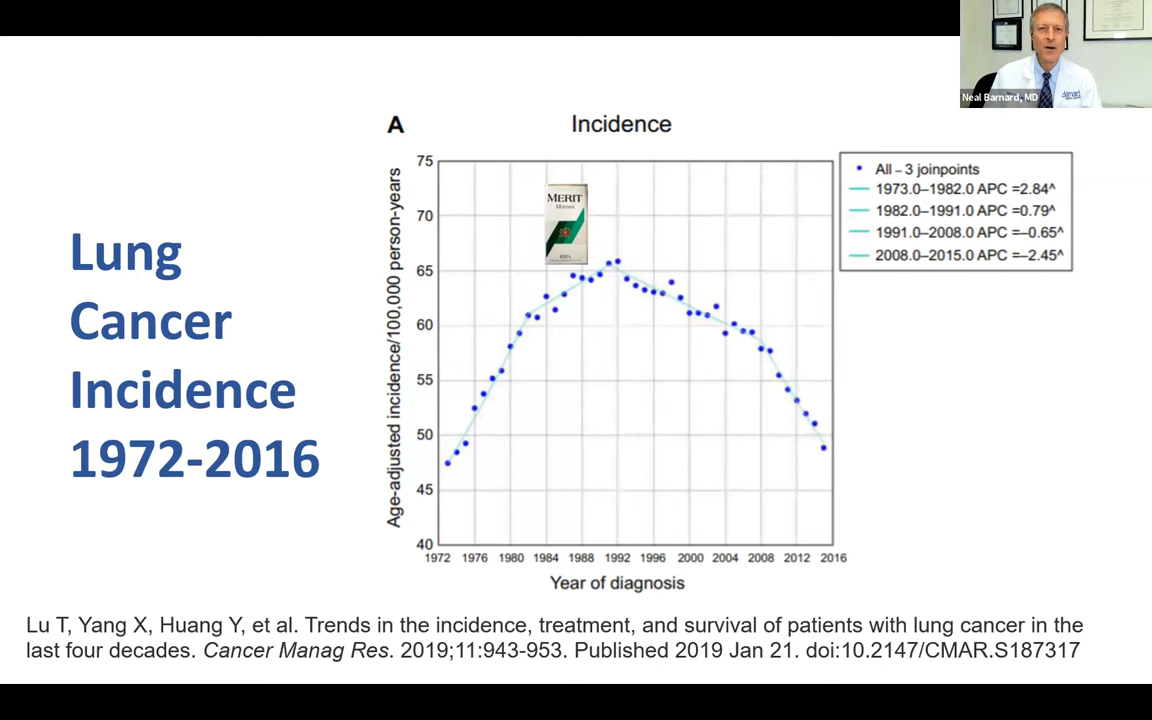 Neal Barnard, MD
Lung
Cancer
Incidence
1972-2016
A
Incidence
MERIT
Menthol
100's
Age-adjusted incidence/100,000 person-years
75
70
65
60
55
50
45
40
1972 1976 1980 1984 1988 1992 1996 2000 2004 2008 2012 2016
Year of diagnosis
All – 3 joinpoints
1973.0–1982.0 APC =2.84^
1982.0–1991.0 APC =0.79^
1991.0–2008.0 APC =–0.65^
2008.0–2015.0 APC =–2.45^
Lu T, Yang X, Huang Y, et al. Trends in the incidence, treatment, and survival of patients with lung cancer in the
last four decades. Cancer Manag Res. 2019;11:943-953. Published 2019 Jan 21. doi:10.2147/CMAR.S187317